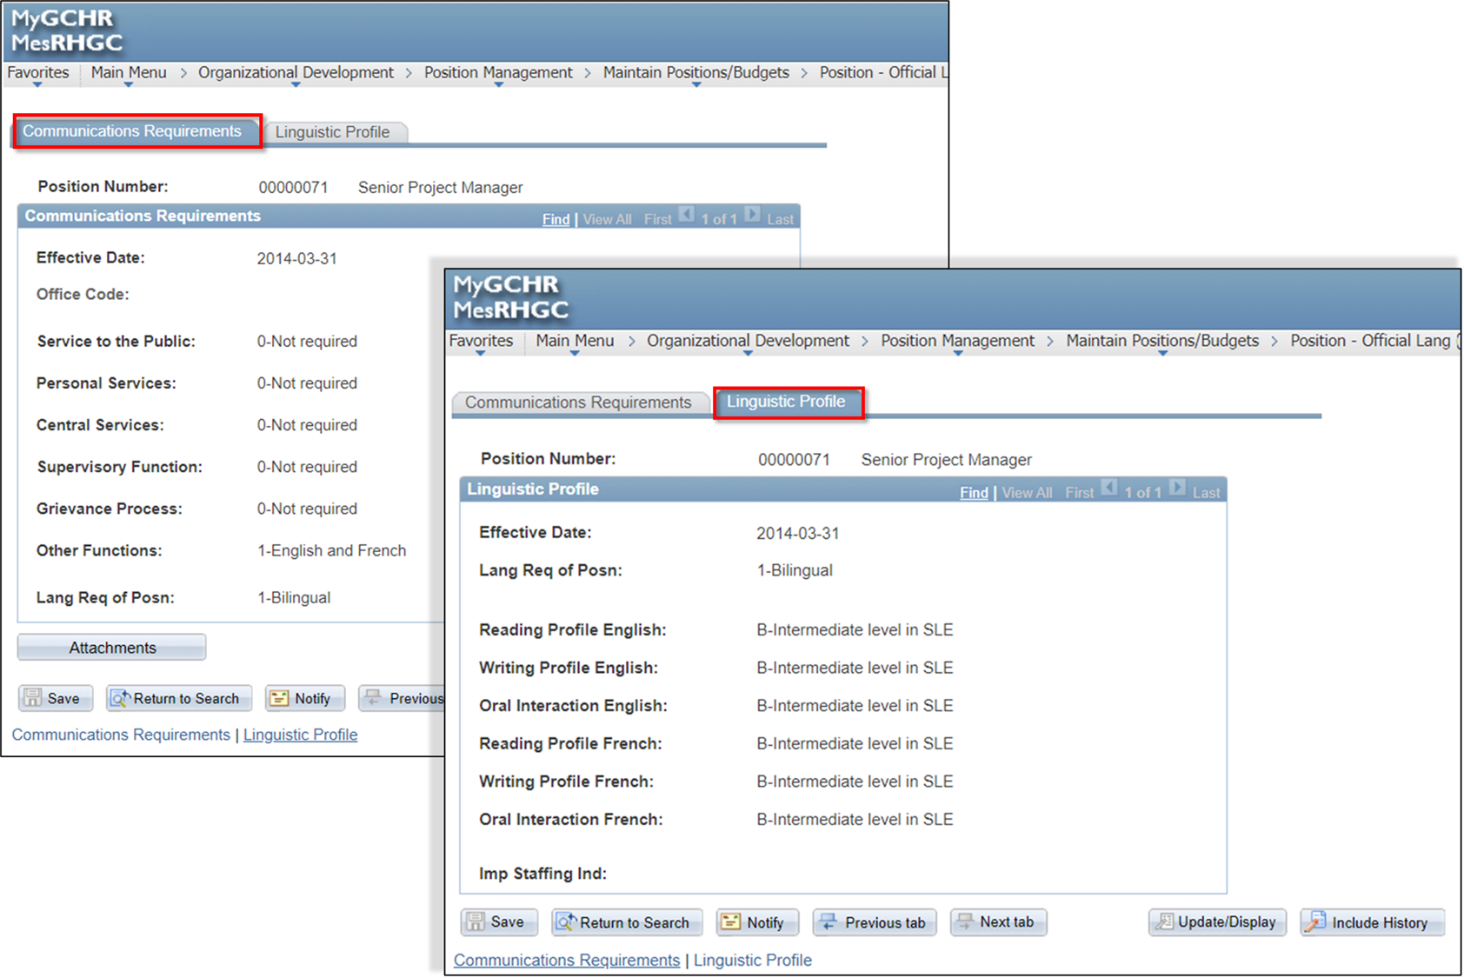 MyGCHR
MesRHGC
Favorites Main Menu > Organizational Development > Position Management > Maintain Positions/Budgets > Position - Official L
Communications Requirements Linguistic Profile
Position Number: 00000071 Senior Project Manager
Communications Requirements Find | View All First 1 of 1 Last
Effective Date: 2014-03-31
Office Code:
Service to the Public: 0-Not required
Personal Services: 0-Not required
Central Services: 0-Not required
Supervisory Function: 0-Not required
Grievance Process: 0-Not required
Other Functions: 1-English and French
Lang Req of Posn: 1-Bilingual
Attachments
Save Return to Search Notify Previous
Communications Requirements | Linguistic Profile
MyGCHR
MesRHGC
Favorites Main Menu > Organizational Development > Position Management > Maintain Positions/Budgets > Position - Official Lang (
Communications Requirements Linguistic Profile
Position Number: 00000071 Senior Project Manager
Linguistic Profile Find | View All First 1 of 1 Last
Effective Date: 2014-03-31
Lang Req of Posn: 1-Bilingual
Reading Profile English: B-Intermediate level in SLE
Writing Profile English: B-Intermediate level in SLE
Oral Interaction English: B-Intermediate level in SLE
Reading Profile French: B-Intermediate level in SLE
Writing Profile French: B-Intermediate level in SLE
Oral Interaction French: B-Intermediate level in SLE
Imp Staffing Ind:
Save Return to Search Notify Previous tab Next tab Update/Display Include History
Communications Requirements | Linguistic Profile